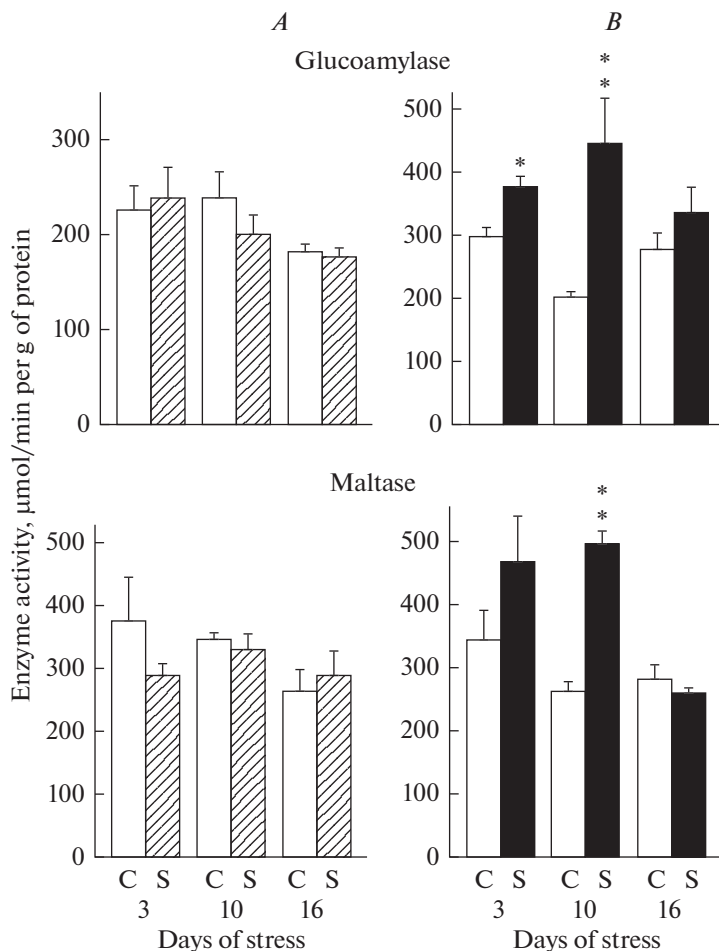 A B
Glucoamylase
Enzyme activity, μmol/min per g of protein
300
200
100
0
*
*
*
500
400
300
200
100
0
Maltase
500
400
300
200
100
0
*
*
500
400
300
200
100
0
C S C S C S
3 10 16
Days of stress
C S C S C S
3 10 16
Days of stress